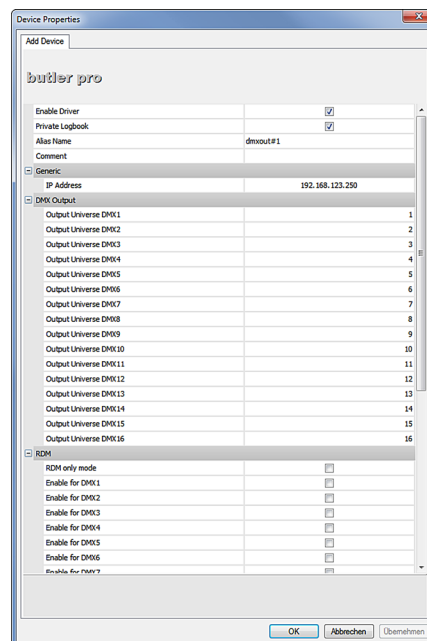 Device Properties
Add Device
butler pro
Enable Driver
Private Logbook
Alias Name dmxout#1
Comment
Generic
IP Address 192.168.123.250
DMX Output
Output Universe DMX1 1
Output Universe DMX2 2
Output Universe DMX3 3
Output Universe DMX4 4
Output Universe DMX5 5
Output Universe DMX6 6
Output Universe DMX7 7
Output Universe DMX8 8
Output Universe DMX9 9
Output Universe DMX10 10
Output Universe DMX11 11
Output Universe DMX12 12
Output Universe DMX13 13
Output Universe DMX14 14
Output Universe DMX15 15
Output Universe DMX16 16
RDM
RDM only mode
Enable for DMX1
Enable for DMX2
Enable for DMX3
Enable for DMX4
Enable for DMX5
Enable for DMX6
Enable for DMX7
OK Abbrechen Übernehmen